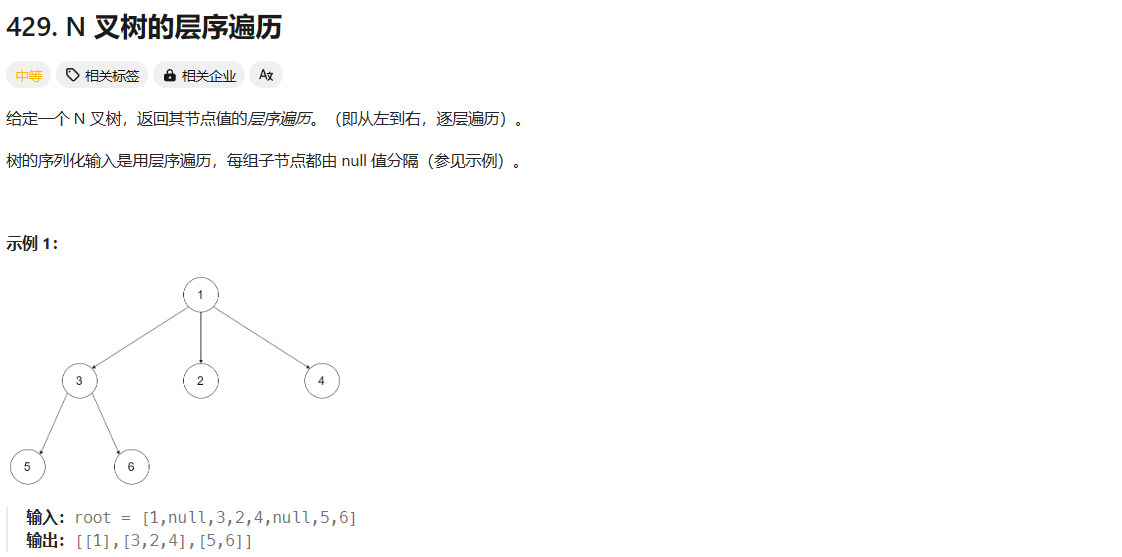 429. N 叉树的层序遍历
中等 相关标签 相关企业 A文
给定一个 N 叉树，返回其节点值的层序遍历。（即从左到右，逐层遍历）。
树的序列化输入是用层序遍历，每组子节点都由 null 值分隔（参见示例）。
示例 1：
1
3 2 4
5 6
输入：root = [1,null,3,2,4,null,5,6]
输出：[[1],[3,2,4],[5,6]]